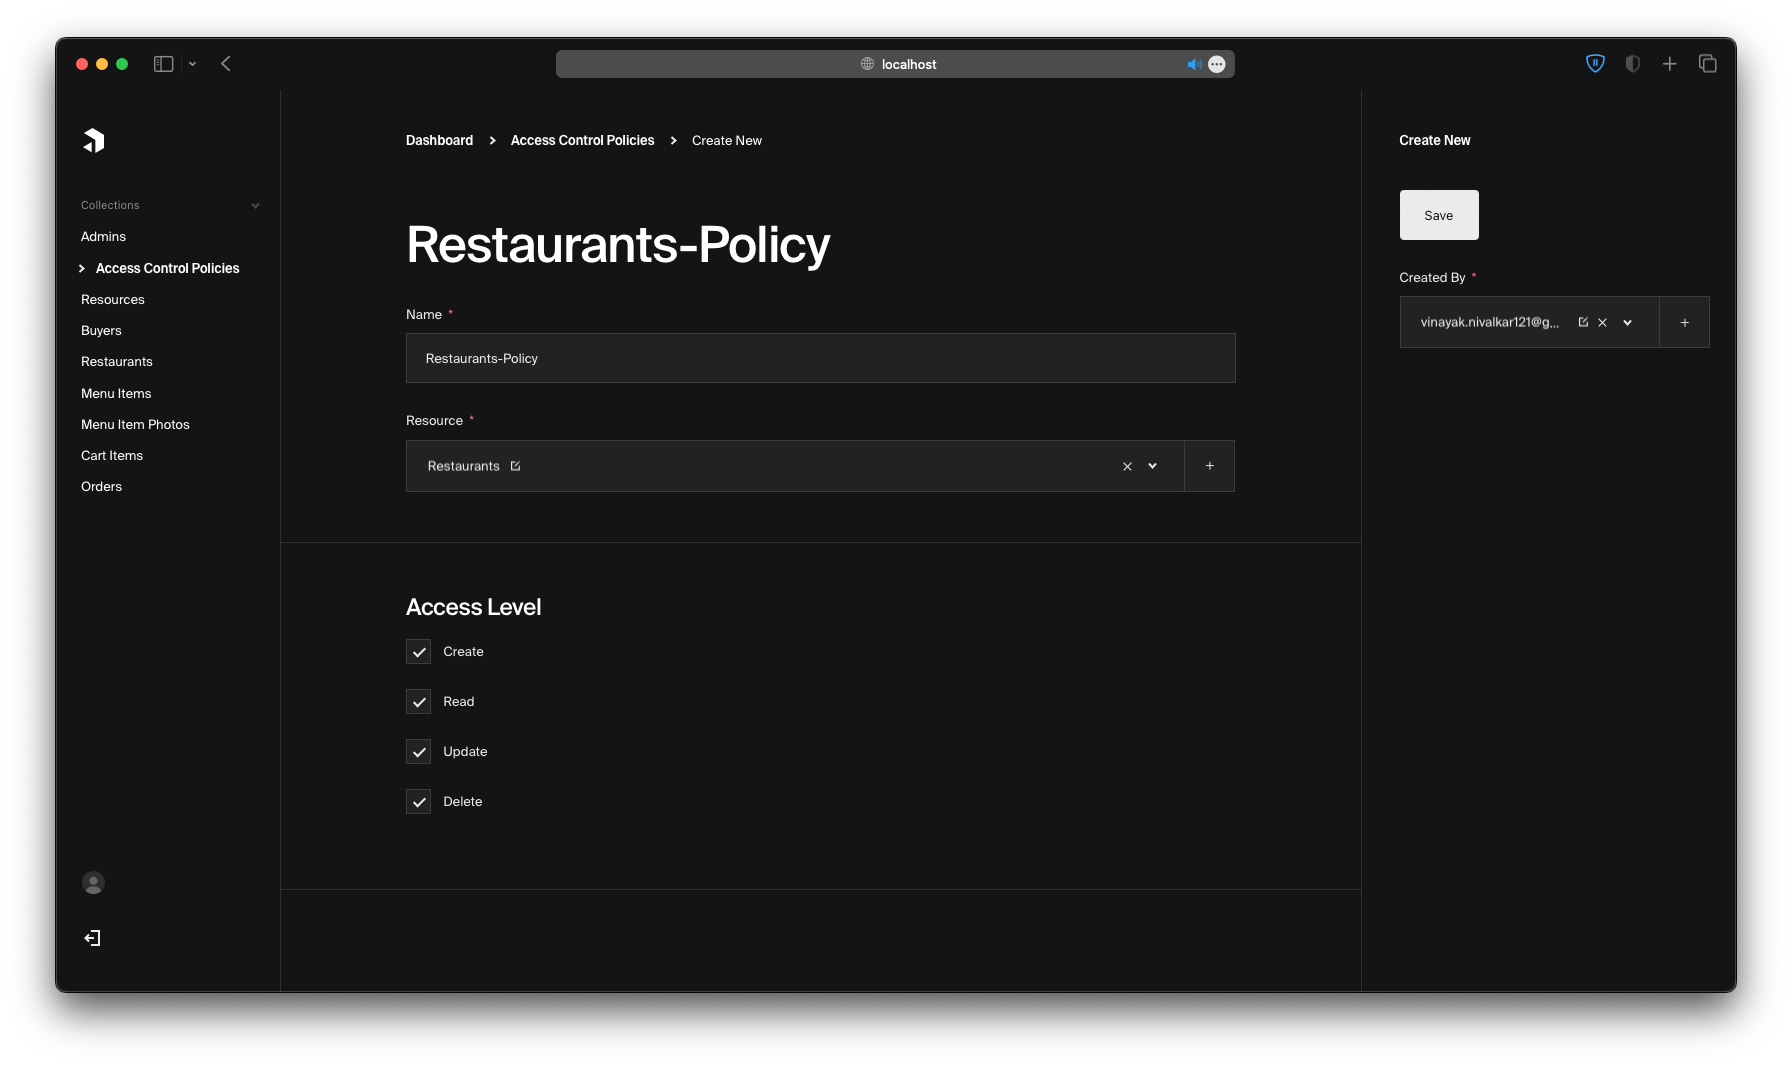 localhost
Collections
Admins
Access Control Policies
Resources
Buyers
Restaurants
Menu Items
Menu Item Photos
Cart Items
Orders
Dashboard > Access Control Policies > Create New
Restaurants-Policy
Name *
Restaurants-Policy
Resource *
Restaurants
Access Level
Create
Read
Update
Delete
Create New
Save
Created By *
vinayak.nivalkar121@g...